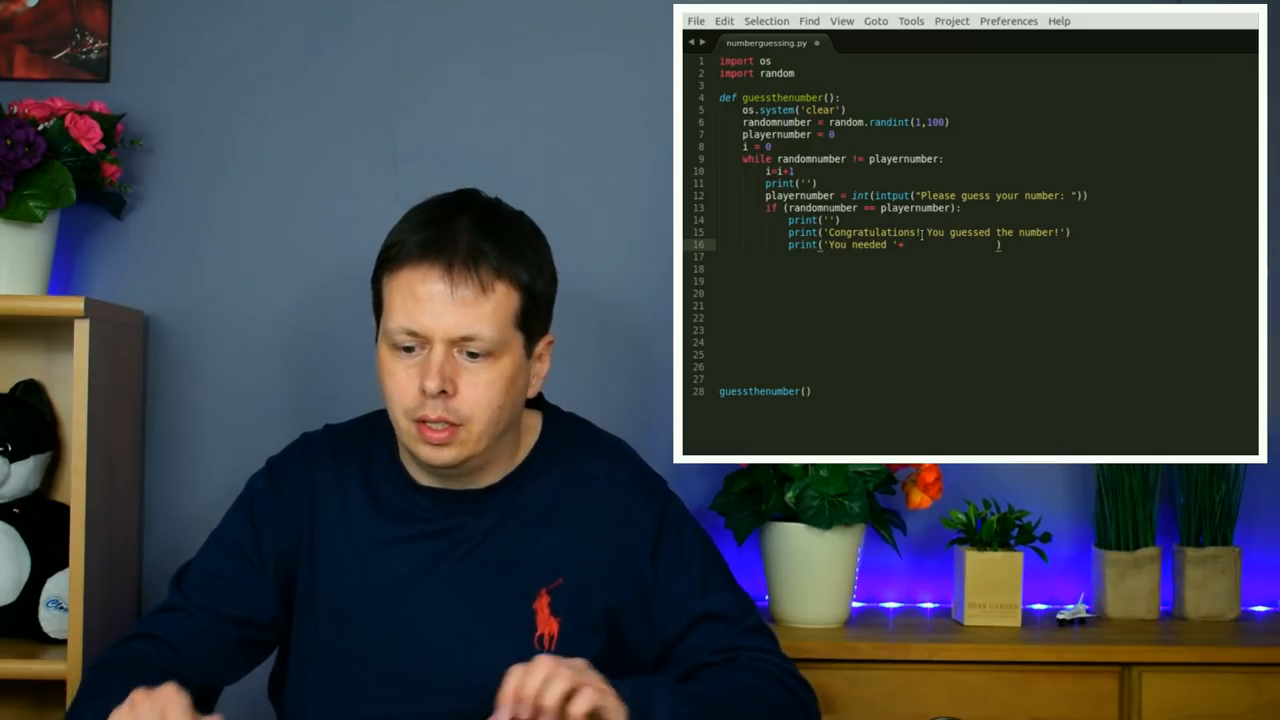 File Edit Selection Find View Goto Tools Project Preferences Help
numberguessing.py
1 import os
2 import random
3
4 def guessthenumber():
5 os.system('clear')
6 randomnumber = random.randint(1,100)
7 playernumber = 0
8 i = 0
9 while randomnumber != playernumber:
10 i=i+1
11 print('')
12 playernumber = int(intput("Please guess your number: "))
13 if (randomnumber == playernumber):
14 print('')
15 print('Congratulations! You guessed the number!')
16 print('You needed '+ )
17
18
19
20
21
22
23
24
25
26
27
28 guessthenumber()
HERB GARDEN